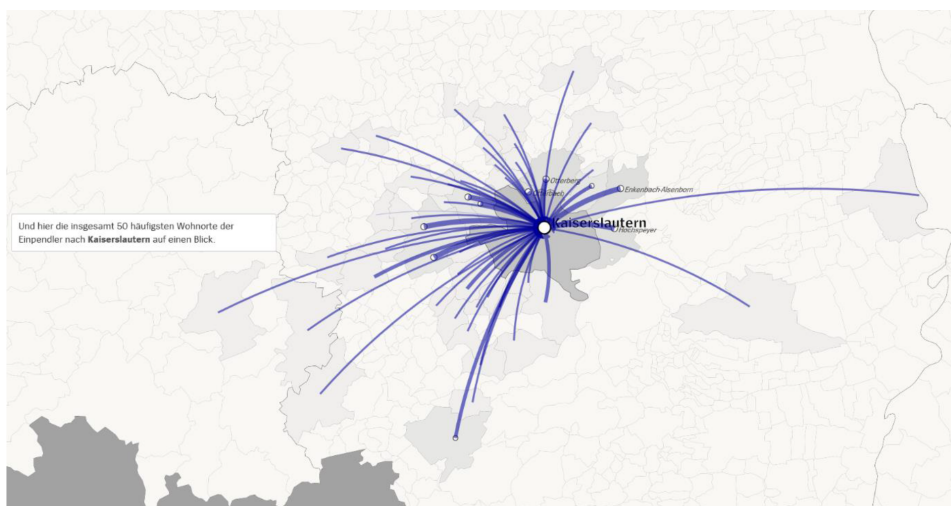 Otterberg
Enkenbach-Alsenborn
Kaiserslautern
Hochspeyer
Und hier die insgesamt 50 häufigsten Wohnorte der
Einpendler nach Kaiserslautern auf einen Blick.